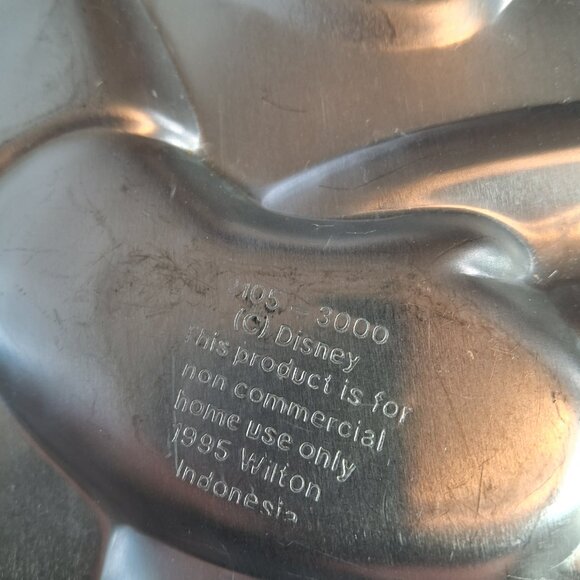 2105 - 3000
(C) Disney
This product is for
non commercial
home use only
1995 Wilton
Indonesia